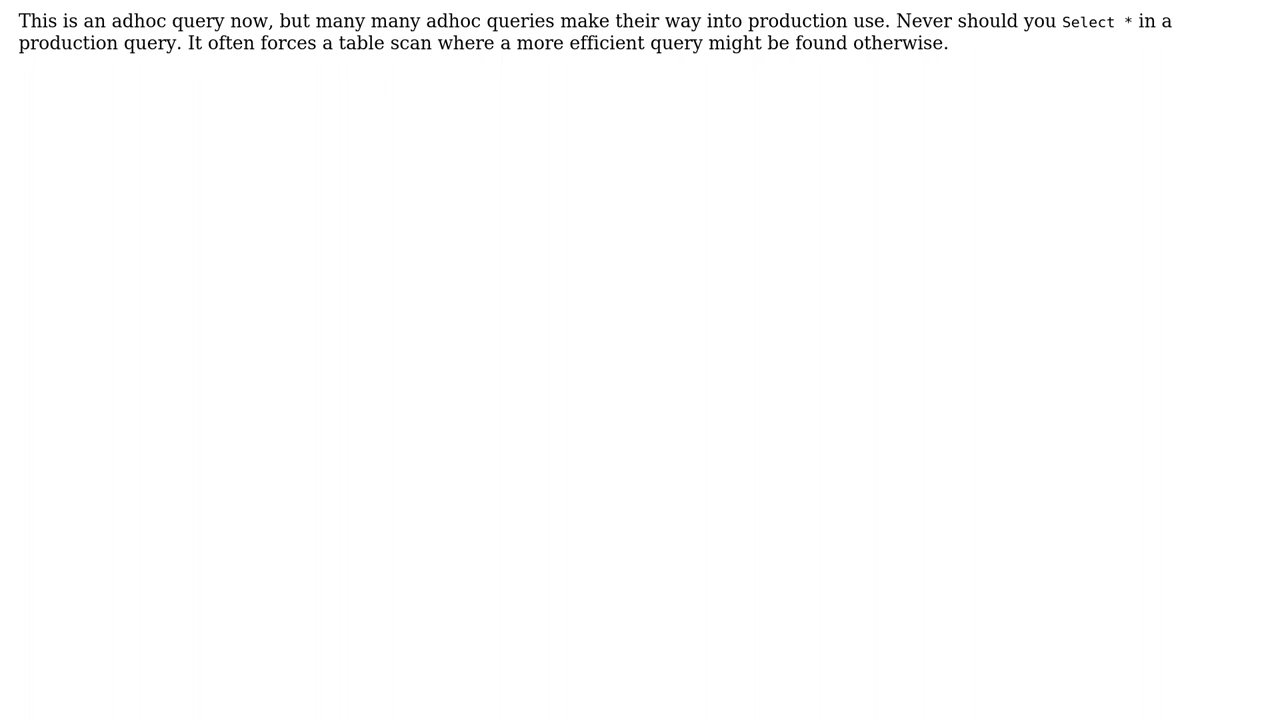 This is an adhoc query now, but many many adhoc queries make their way into production use. Never should you Select * in a
production query. It often forces a table scan where a more efficient query might be found otherwise.